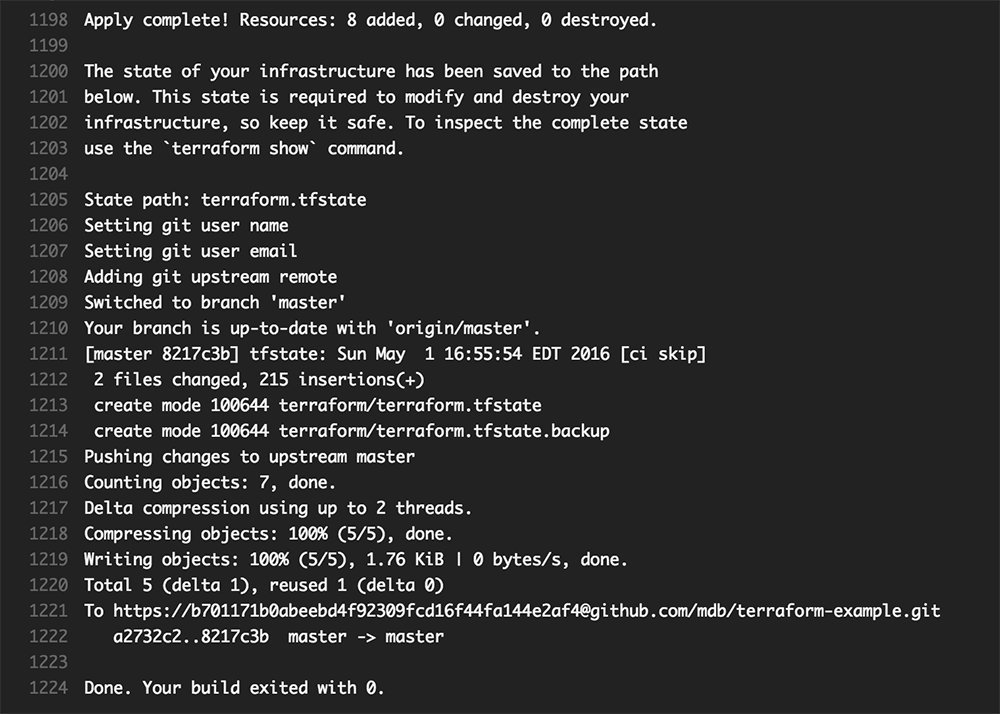 1198 Apply complete! Resources: 8 added, 0 changed, 0 destroyed.
1199
1200 The state of your infrastructure has been saved to the path
1201 below. This state is required to modify and destroy your
1202 infrastructure, so keep it safe. To inspect the complete state
1203 use the `terraform show` command.
1204
1205 State path: terraform.tfstate
1206 Setting git user name
1207 Setting git user email
1208 Adding git upstream remote
1209 Switched to branch 'master'
1210 Your branch is up-to-date with 'origin/master'.
1211 [master 8217c3b] tfstate: Sun May  1 16:55:54 EDT 2016 [ci skip]
1212  2 files changed, 215 insertions(+)
1213  create mode 100644 terraform/terraform.tfstate
1214  create mode 100644 terraform/terraform.tfstate.backup
1215 Pushing changes to upstream master
1216 Counting objects: 7, done.
1217 Delta compression using up to 2 threads.
1218 Compressing objects: 100% (5/5), done.
1219 Writing objects: 100% (5/5), 1.76 KiB | 0 bytes/s, done.
1220 Total 5 (delta 1), reused 1 (delta 0)
1221 To https://b701171b0abeebd4f92309fcd16f44fa144e2af4@github.com/mdb/terraform-example.git
1222    a2732c2..8217c3b  master -> master
1223
1224 Done. Your build exited with 0.